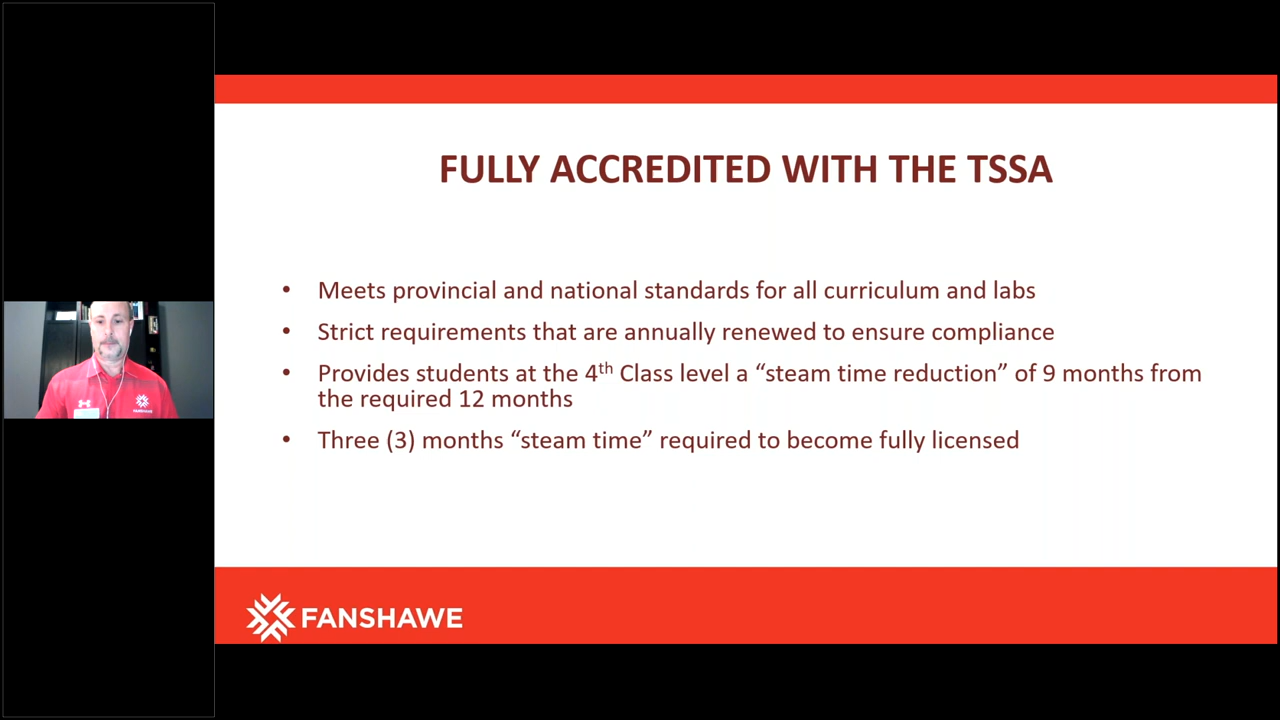 FULLY ACCREDITED WITH THE TSSA
• Meets provincial and national standards for all curriculum and labs
• Strict requirements that are annually renewed to ensure compliance
• Provides students at the 4th Class level a “steam time reduction” of 9 months from
the required 12 months
• Three (3) months “steam time” required to become fully licensed
FANSHAWE
FANSHAWE